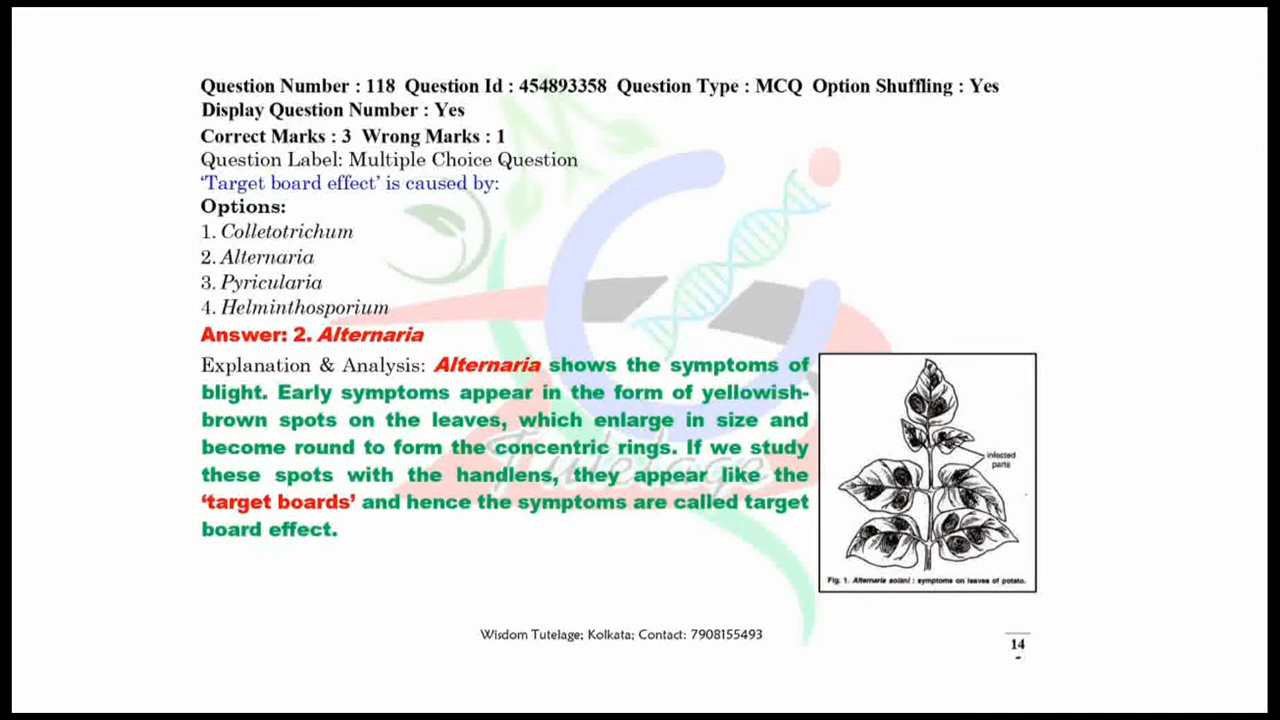 Question Number : 118 Question Id : 454893358 Question Type : MCQ Option Shuffling : Yes
Display Question Number : Yes
Correct Marks : 3 Wrong Marks : 1
Question Label: Multiple Choice Question
‘Target board effect’ is caused by:
Options:
1. Colletotrichum
2. Alternaria
3. Pyricularia
4. Helminthosporium
Answer: 2. Alternaria
Explanation & Analysis: Alternaria shows the symptoms of
blight. Early symptoms appear in the form of yellowish-
brown spots on the leaves, which enlarge in size and
become round to form the concentric rings. If we study
these spots with the handlens, they appear like the
‘target boards’ and hence the symptoms are called target
board effect.
infected
parts
Fig. 1. Alternaria solani : symptoms on leaves of potato.
Tutelage
Wisdom Tutelage; Kolkata; Contact: 7908155493
14